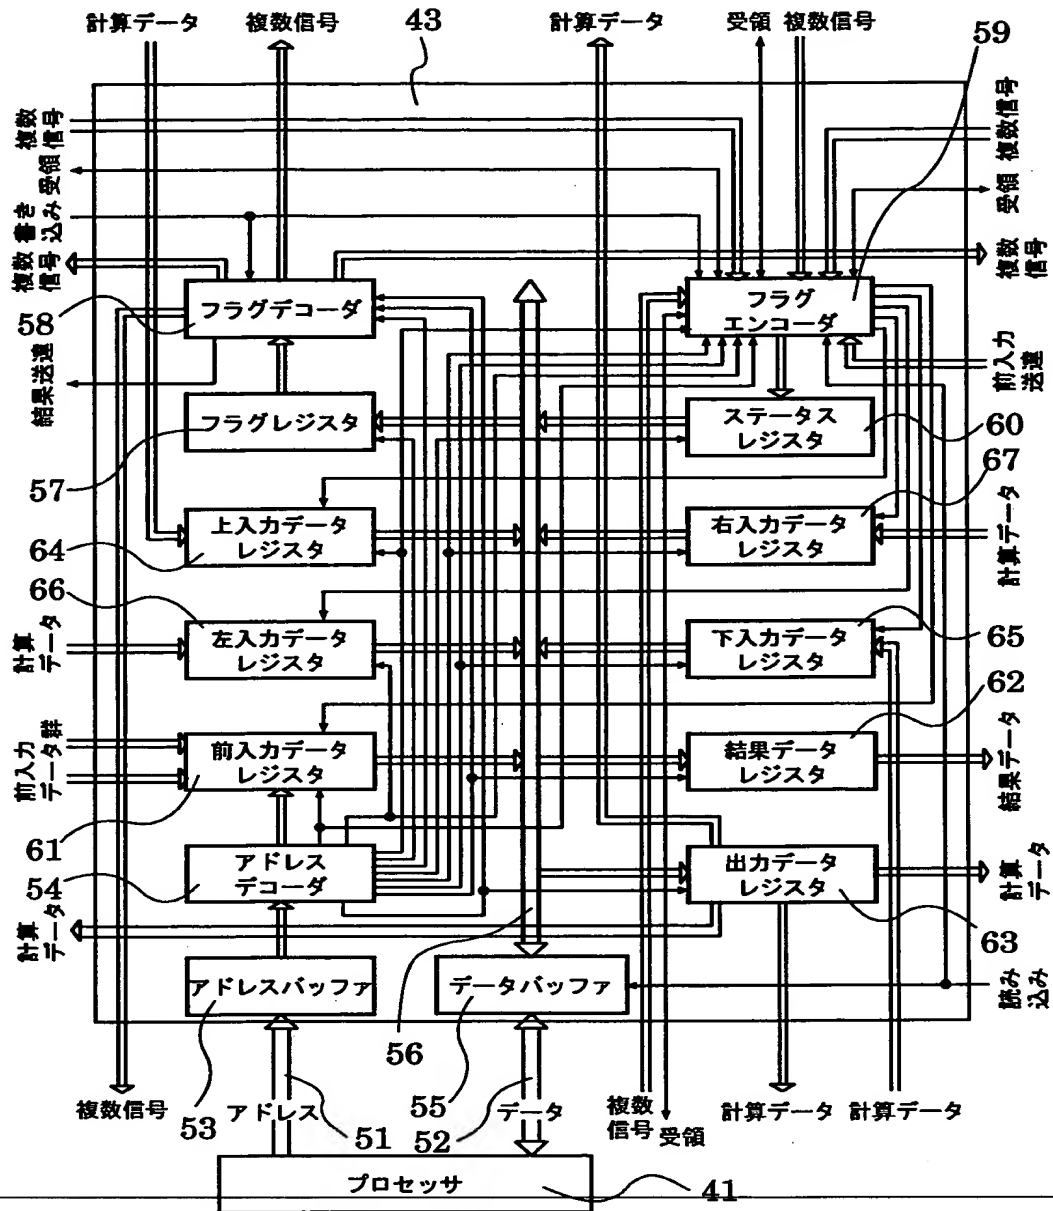 計算データ
複数信号
43
計算データ
受領
複数信号
59
複数
信号
受領
書き
込み
複数
信号
結果送達
複数信号
受領
複数信号
前入力
送達
58
フラグデコーダ
フラグ
エンコーダ
フラグレジスタ
57
ステータス
レジスタ
60
67
上入力データ
レジスタ
64
右入力データ
レジスタ
計算データ
66
計算
データ
左入力データ
レジスタ
下入力データ
レジスタ
65
62
前入力
データ群
前入力データ
レジスタ
結果データ
レジスタ
結果データ
61
54
アドレス
デコーダ
出力データ
レジスタ
計算
データ
63
計算
データ
アドレスバッファ
データバッファ
読み
込み
56
複数信号
53
アドレス
51
55
52
データ
複数
信号
受領
計算データ
計算データ
プロセッサ
41